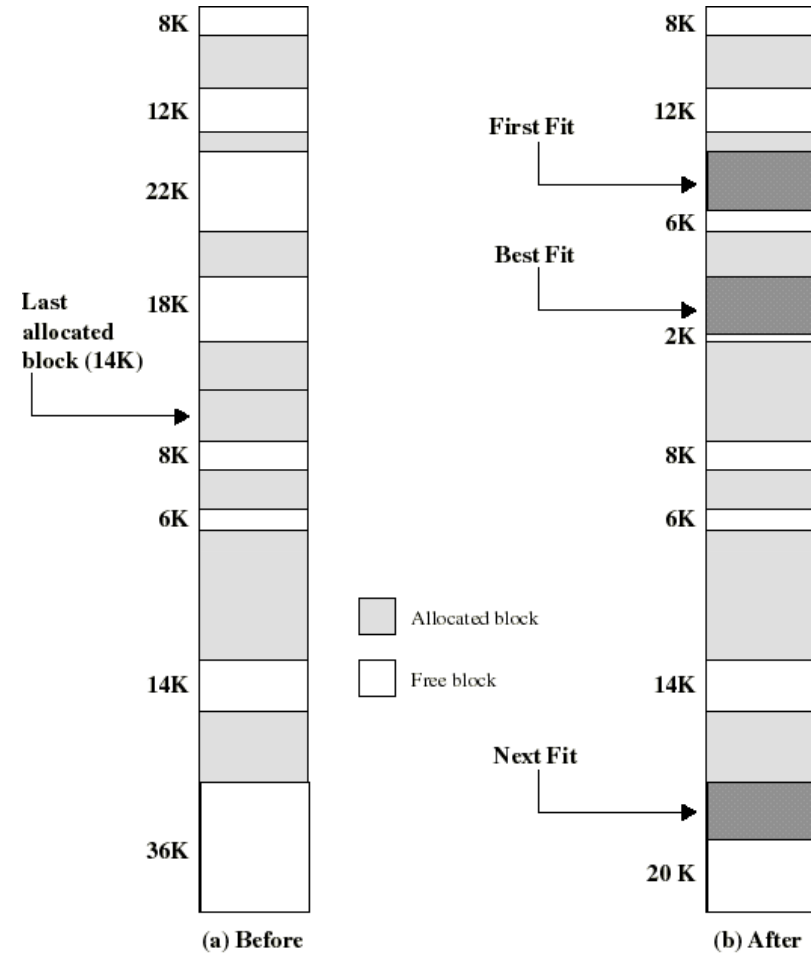 8K
12K
22K
18K
Last
allocated
block (14K)
8K
6K
14K
36K
(a) Before
Allocated block
Free block
8K
First Fit
12K
6K
Best Fit
2K
8K
6K
14K
Next Fit
20 K
(b) After